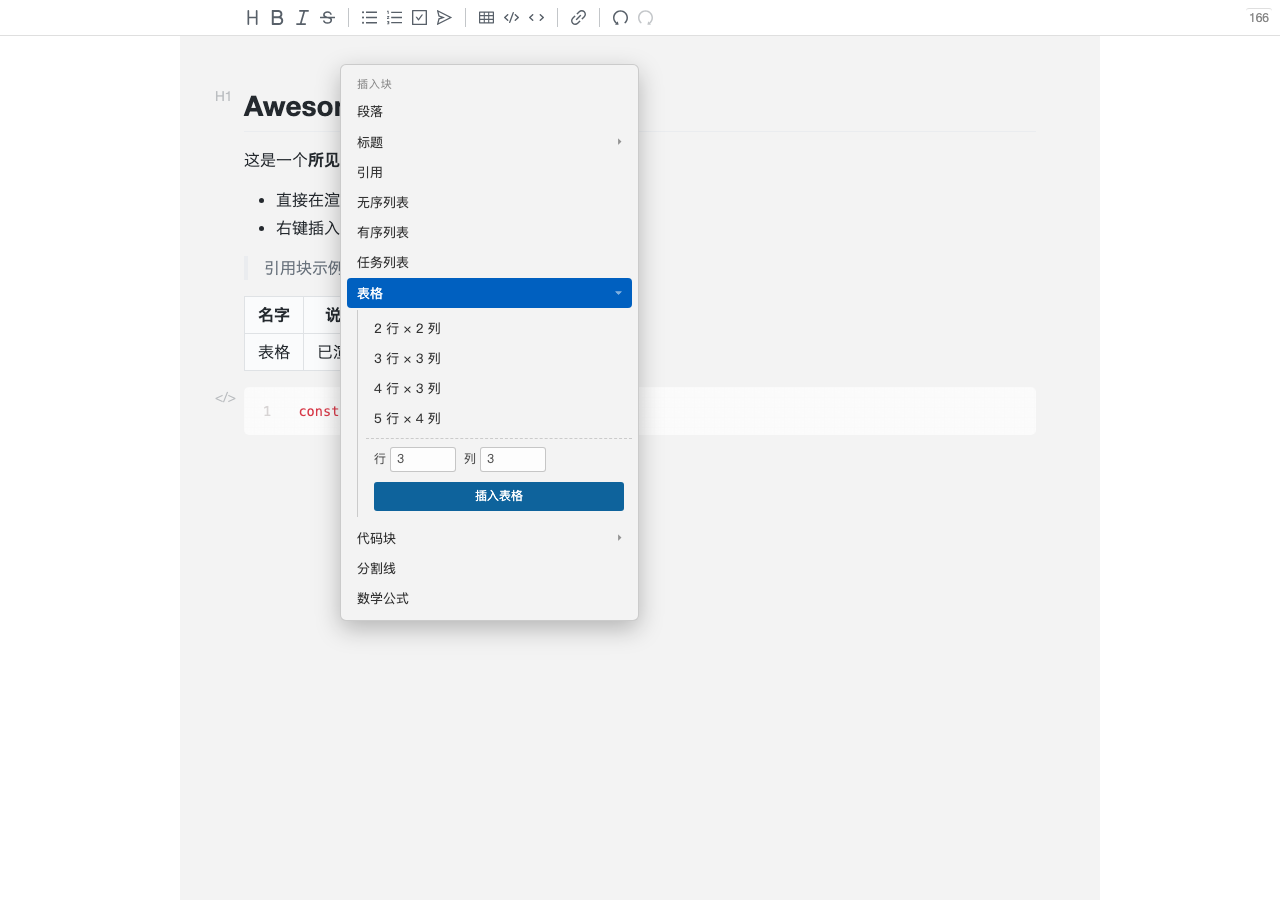 166
H1
Aweso
插入块
段落
标题
这是一个所见
引用
直接在渲
无序列表
右键插入
有序列表
任务列表
引用块示例
表格
名字 说
2 行 × 2 列
表格 已渲
3 行 × 3 列
4 行 × 3 列
</>
1 const
5 行 × 4 列
行 3 列 3
插入表格
代码块
分割线
数学公式